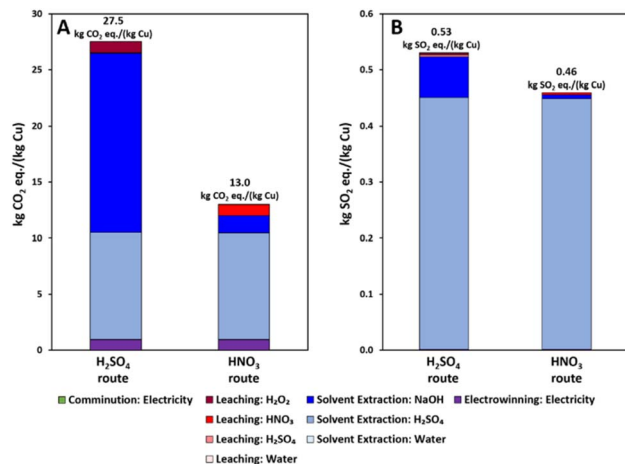 A
27.5
kg CO₂ eq./(kg Cu)
13.0
kg CO₂ eq./(kg Cu)
kg CO₂ eq./(kg Cu)
30
25
20
15
10
5
0
H₂SO₄
route
HNO₃
route
B
0.53
kg SO₂ eq./(kg Cu)
0.46
kg SO₂ eq./(kg Cu)
kg SO₂ eq./(kg Cu)
0.6
0.5
0.4
0.3
0.2
0.1
0.0
H₂SO₄
route
HNO₃
route
Comminution: Electricity
Leaching: H₂O₂
Solvent Extraction: NaOH
Electrowinning: Electricity
Leaching: HNO₃
Solvent Extraction: H₂SO₄
Leaching: H₂SO₄
Solvent Extraction: Water
Leaching: Water